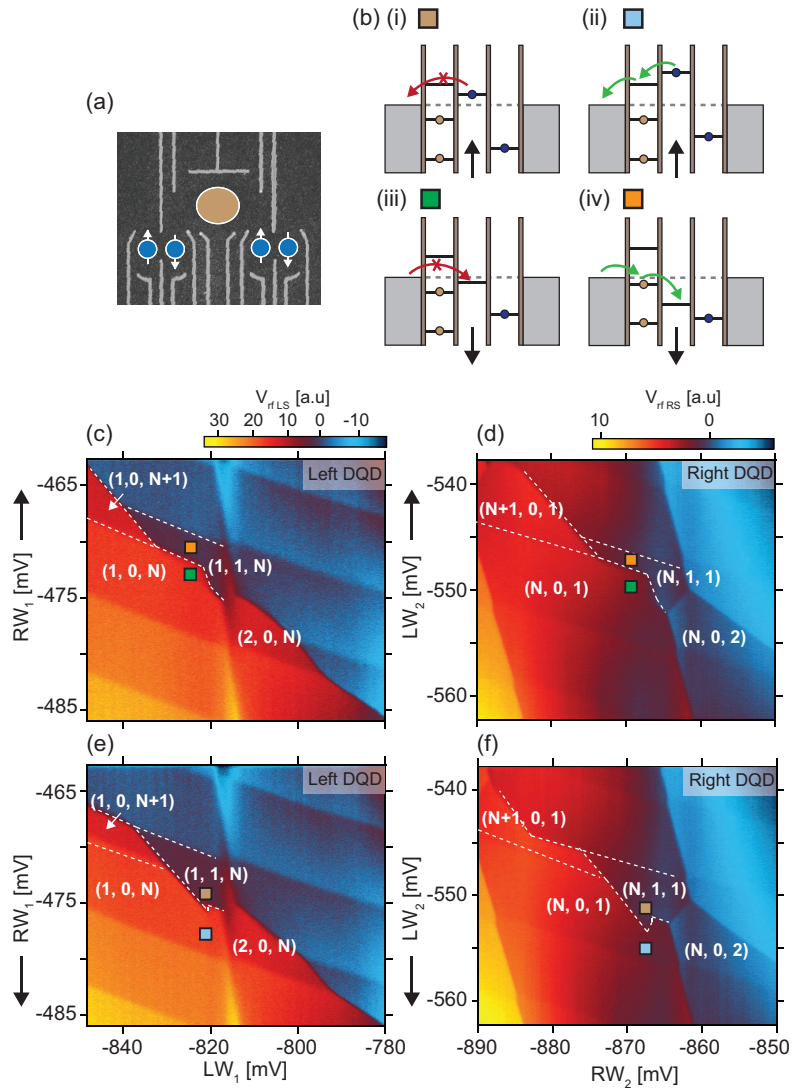 (a)
(b) (i)
(ii)
(iii)
(iv)
V rf LS [a.u]
30 20 10 0 -10
(c)
Left DQD
RW1 [mV]
-465
-475
-485
(1,0, N+1)
(1, 0, N)
(1, 1, N)
(2, 0, N)
V rf RS [a.u]
10 0
(d)
Right DQD
LW2 [mV]
-540
-550
-560
(N+1, 0, 1)
(N, 0, 1)
(N, 1, 1)
(N, 0, 2)
(e)
Left DQD
RW1 [mV]
-465
-475
-485
(1, 0, N+1)
(1, 0, N)
(1, 1, N)
(2, 0, N)
-840 -820 -800 -780
LW1 [mV]
(f)
Right DQD
LW2 [mV]
-540
-550
-560
(N+1, 0, 1)
(N, 0, 1)
(N, 1, 1)
(N, 0, 2)
-890 -880 -870 -860 -850
RW2 [mV]